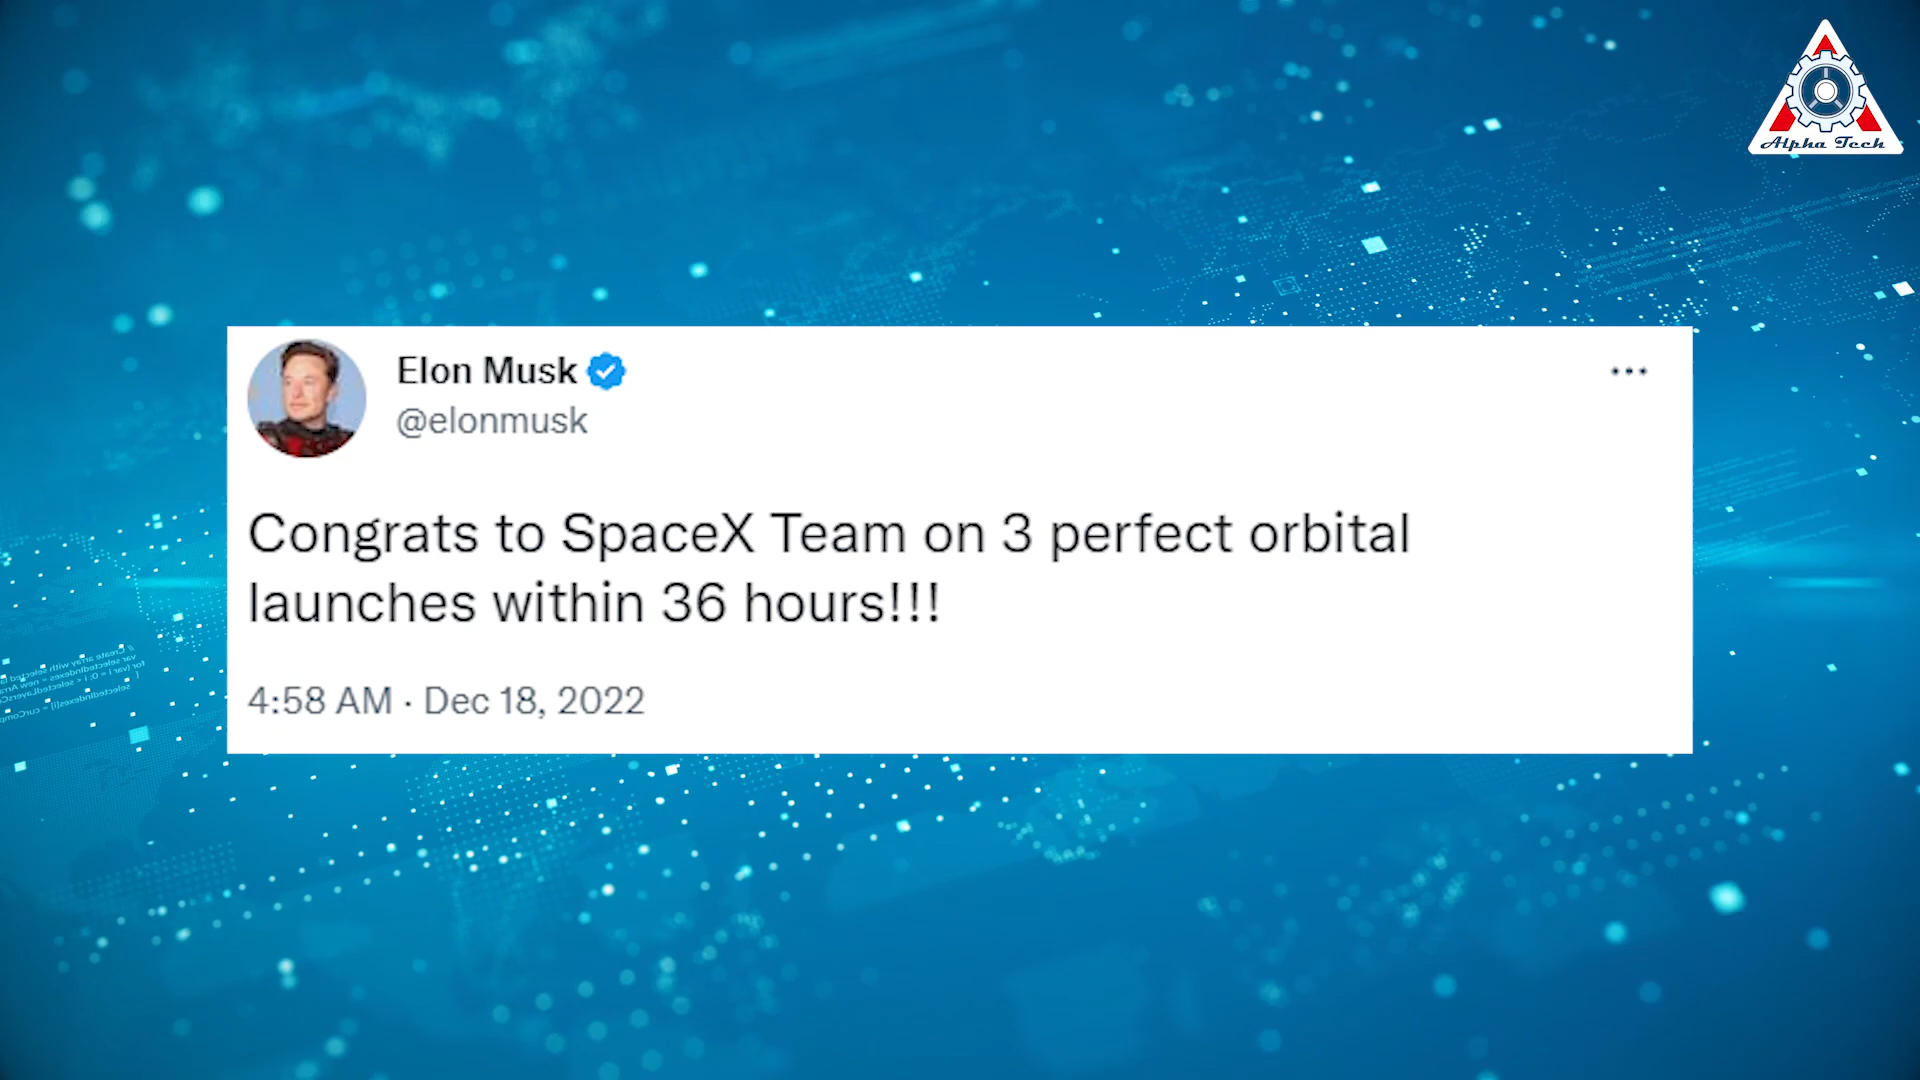 Alpha Tech
Elon Musk
@elonmusk
Congrats to SpaceX Team on 3 perfect orbital
launches within 36 hours!!!
4:58 AM · Dec 18, 2022